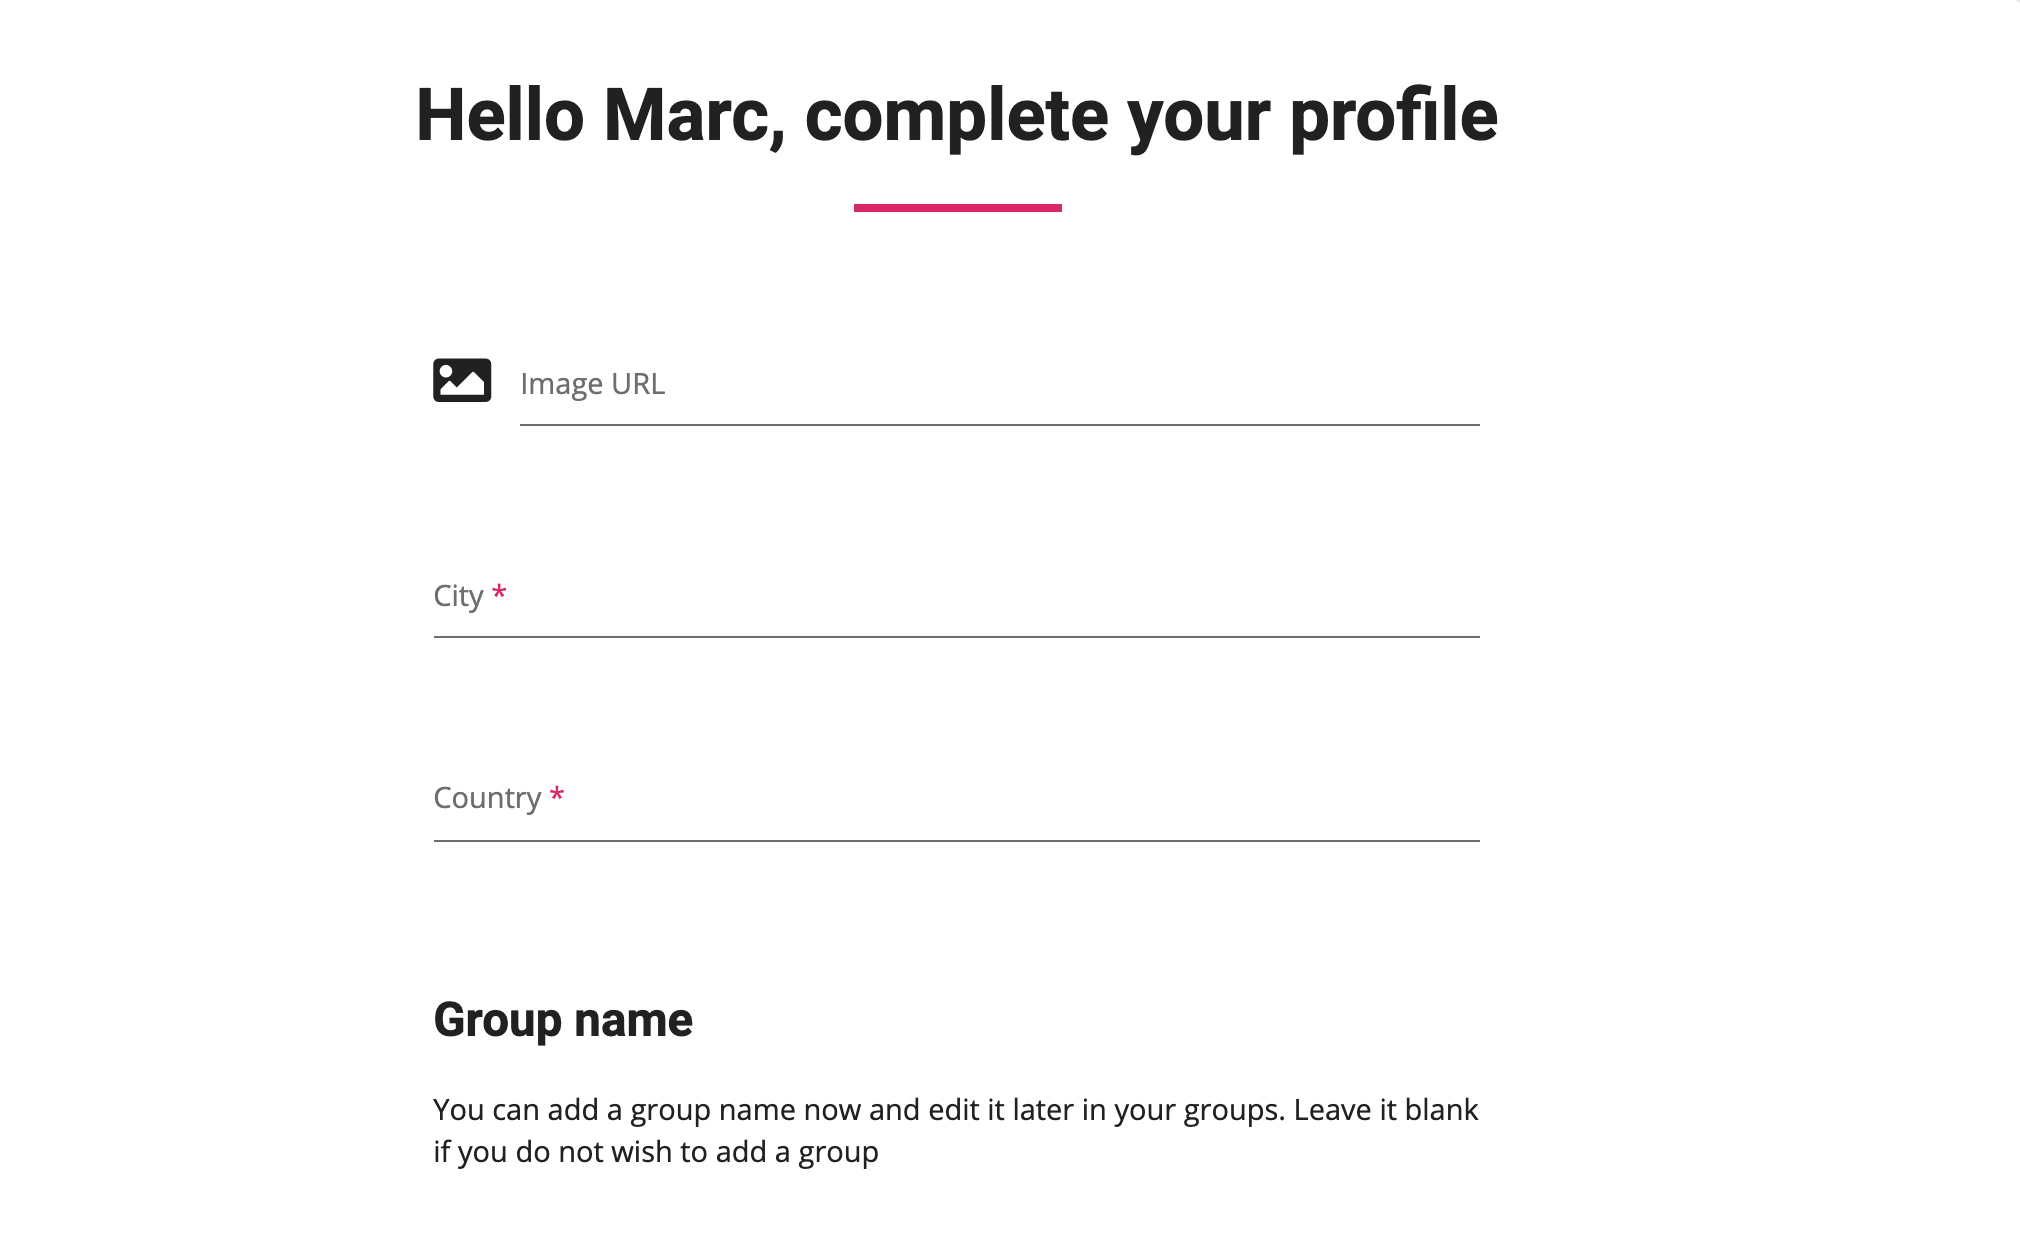 Hello Marc, complete your profile
Image URL
City *
Country *
Group name
You can add a group name now and edit it later in your groups. Leave it blank
if you do not wish to add a group